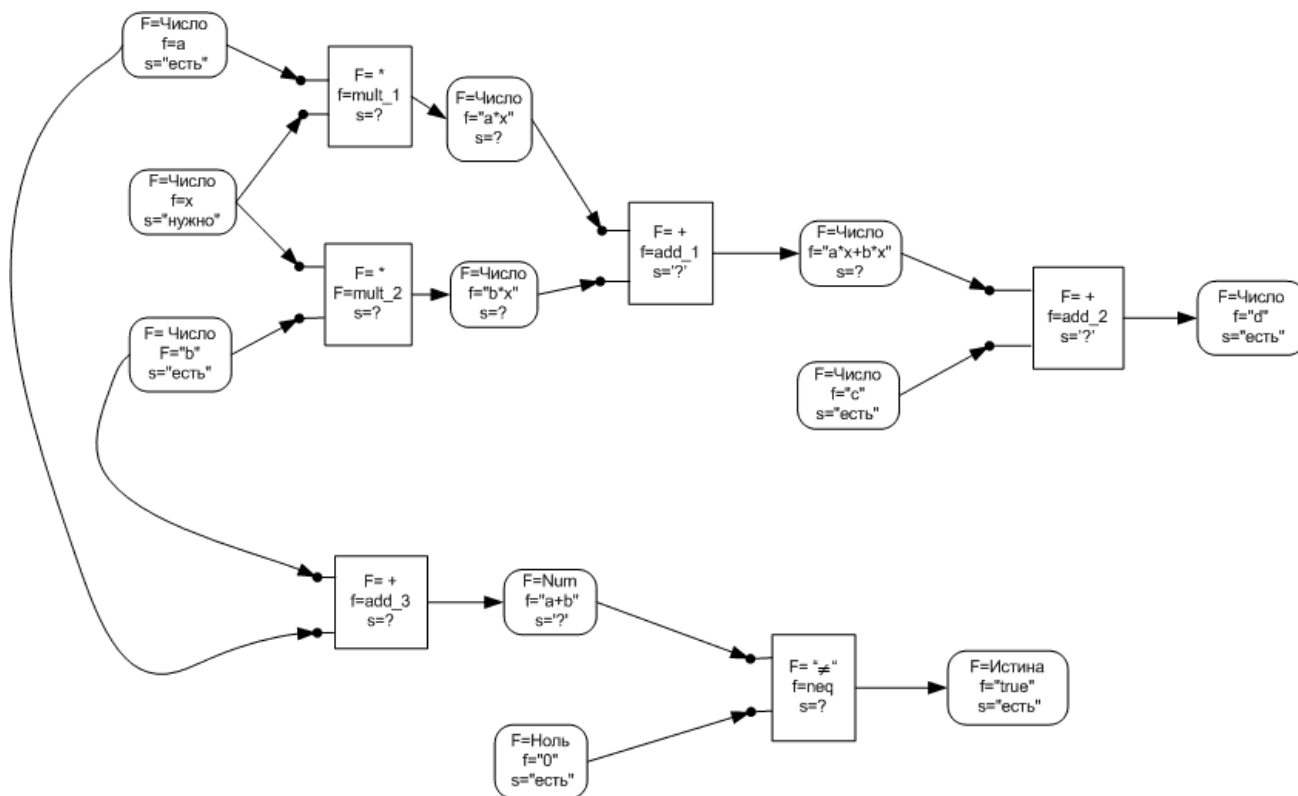 F=Число
f=a
s="есть"
F= *
f=mult_1
s=?
F=Число
f="a*x"
s=?
F=Число
f=x
s="нужно"
F= *
F=mult_2
s=?
F=Число
f="b*x"
s=?
F= +
f=add_1
s='?'
F=Число
f="a*x+b*x"
s=?
F= +
f=add_2
s='?'
F=Число
f="d"
s="есть"
F= Число
F="b"
s="есть"
F=Число
f="c"
s="есть"
F= +
f=add_3
s=?
F=Num
f="a+b"
s='?'
F= “≠“
f=neq
s=?
F=Истина
f="true"
s="есть"
F=Ноль
f="0"
s="есть"